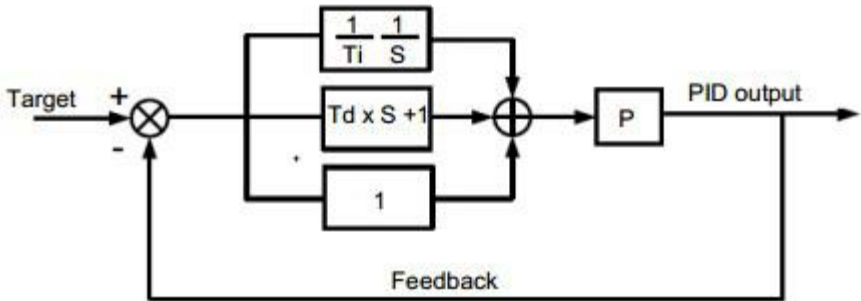 1 1
Ti S
Target + Td x S +1 P PID output
-
1
Feedback